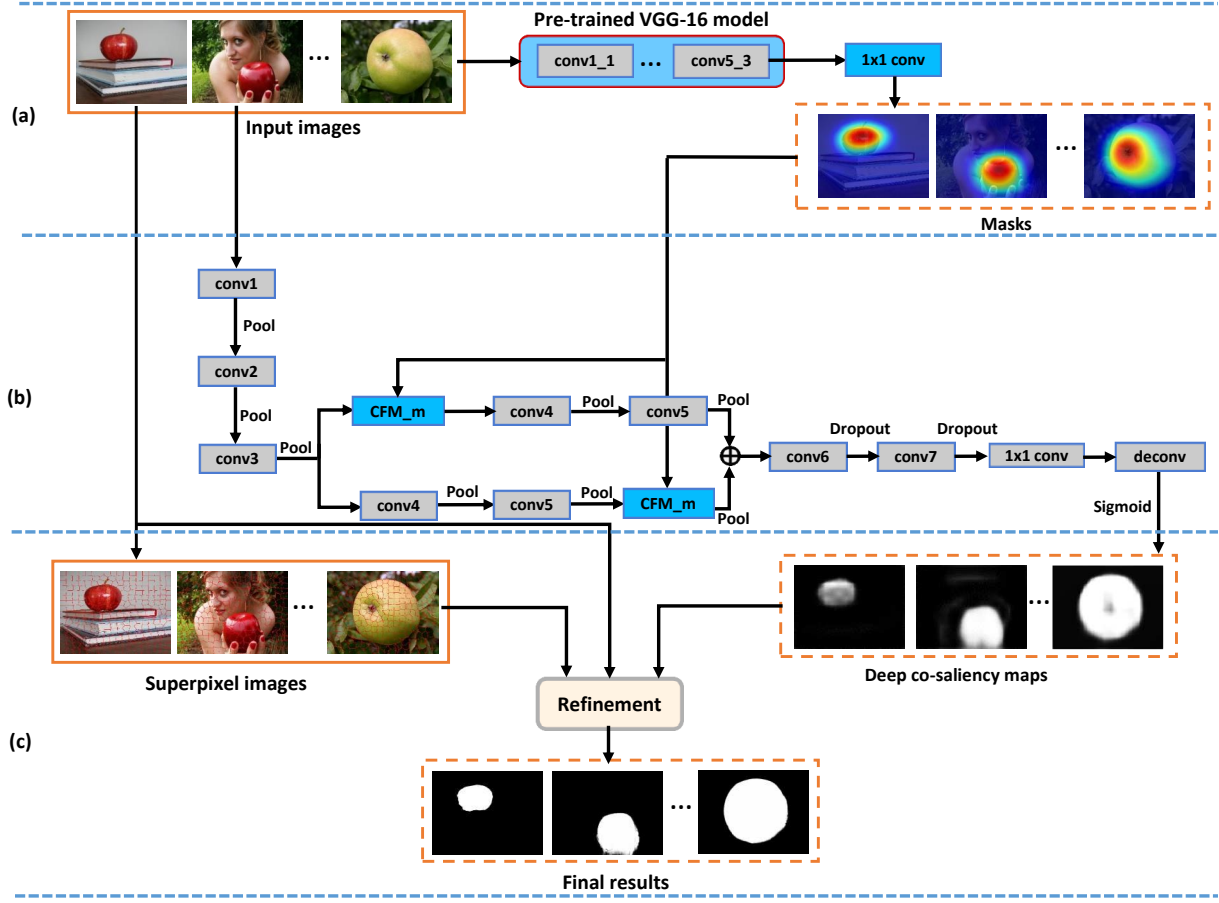 Pre-trained VGG-16 model
conv1_1
...
conv5_3
1x1 conv
...
(a)
Input images
...
Masks
conv1
Pool
conv2
(b)
Pool
CFM_m
conv4
Pool
conv5
Pool
conv3
Pool
Dropout
Dropout
conv6
conv7
1x1 conv
deconv
conv4
Pool
conv5
Pool
CFM_m
Pool
Sigmoid
...
...
Superpixel images
Deep co-saliency maps
Refinement
(c)
...
Final results